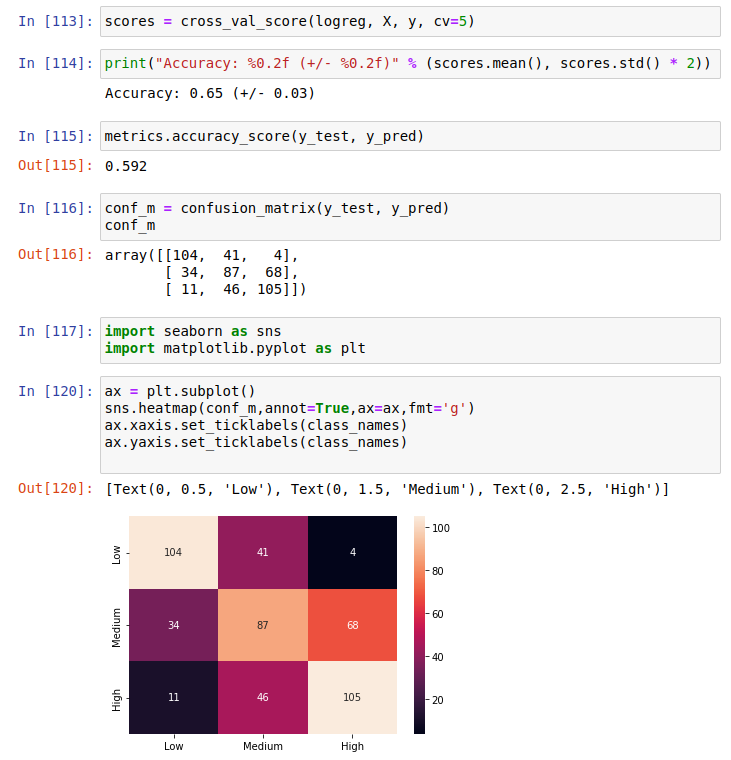 In [113]: scores = cross_val_score(logreg, X, y, cv=5)
In [114]: print("Accuracy: %0.2f (+/- %0.2f)" % (scores.mean(), scores.std() * 2))
Accuracy: 0.65 (+/- 0.03)
In [115]: metrics.accuracy_score(y_test, y_pred)
Out[115]: 0.592
In [116]: conf_m = confusion_matrix(y_test, y_pred)
conf_m
Out[116]: array([[104,  41,   4],
       [ 34,  87,  68],
       [ 11,  46, 105]])
In [117]: import seaborn as sns
import matplotlib.pyplot as plt
In [120]: ax = plt.subplot()
sns.heatmap(conf_m,annot=True,ax=ax,fmt='g')
ax.xaxis.set_ticklabels(class_names)
ax.yaxis.set_ticklabels(class_names)
Out[120]: [Text(0, 0.5, 'Low'), Text(0, 1.5, 'Medium'), Text(0, 2.5, 'High')]
100
Low 104 41 4
80
Medium 34 87 68
60
40
High 11 46 105
20
Low Medium High